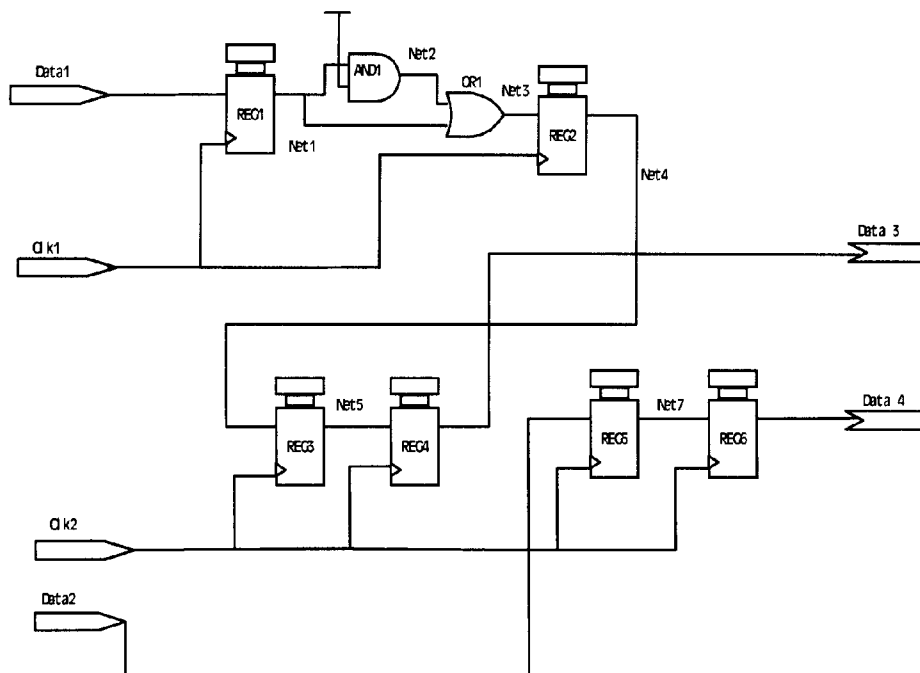 Data1
REG1
Net1
AND1
Net2
OR1
Net3
REG2
Net4
Clk1
Data 3
Net5
REG3
REG4
Net7
REG5
REG6
Data 4
Clk2
Data2